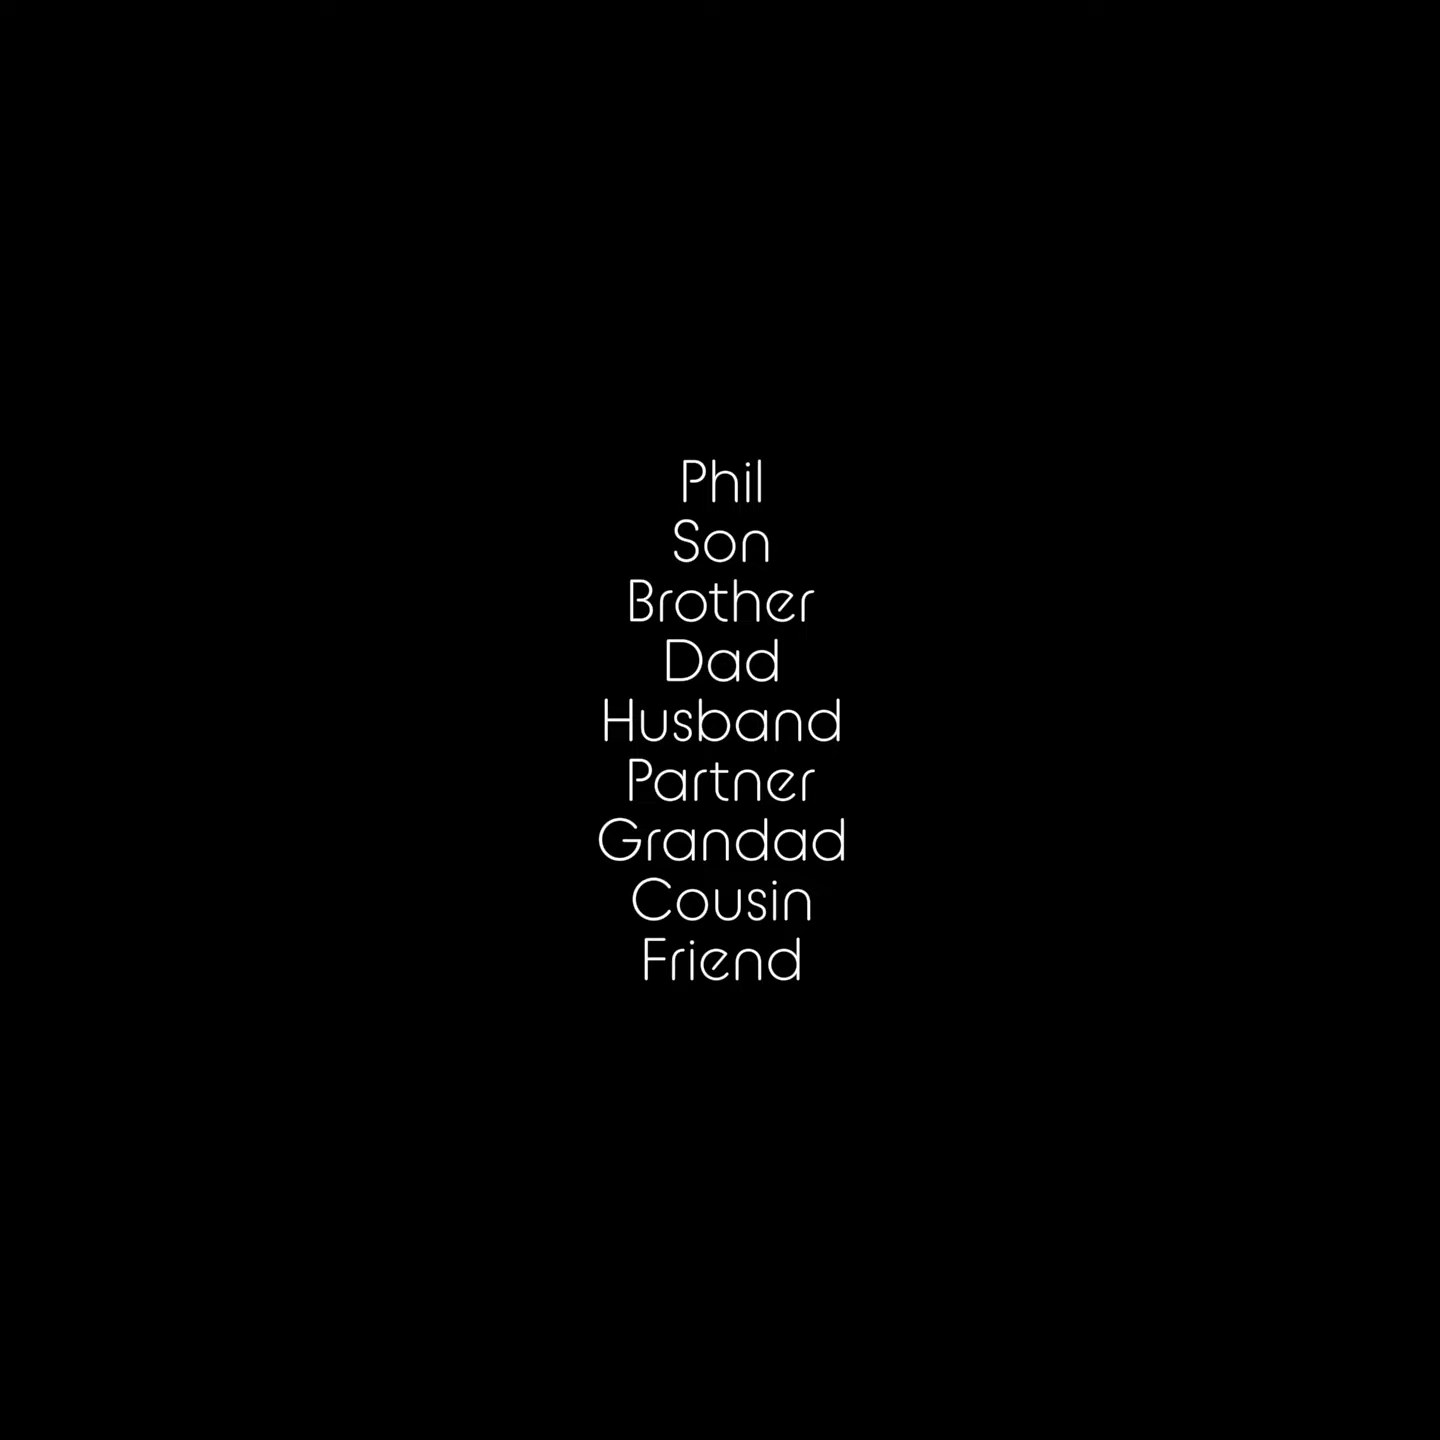 Phil
Son
Brother
Dad
Husband
Partner
Grandad
Cousin
Friend